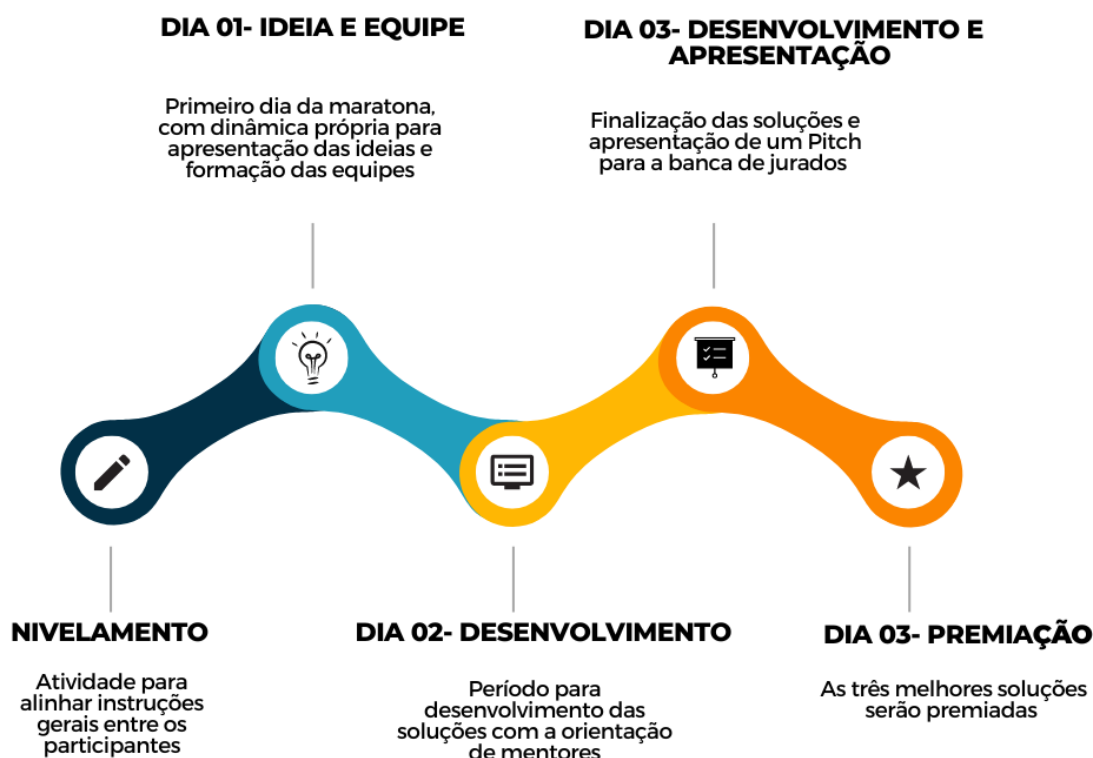 DIA 01- IDEIA E EQUIPE
Primeiro dia da maratona,
com dinâmica própria para
apresentação das ideias e
formação das equipes
DIA 03- DESENVOLVIMENTO E
APRESENTAÇÃO
Finalização das soluções e
apresentação de um Pitch
para a banca de jurados
NIVELAMENTO
Atividade para
alinhar instruções
gerais entre os
participantes
DIA 02- DESENVOLVIMENTO
Período para
desenvolvimento das
soluções com a orientação
de mentores
DIA 03- PREMIAÇÃO
As três melhores soluções
serão premiadas